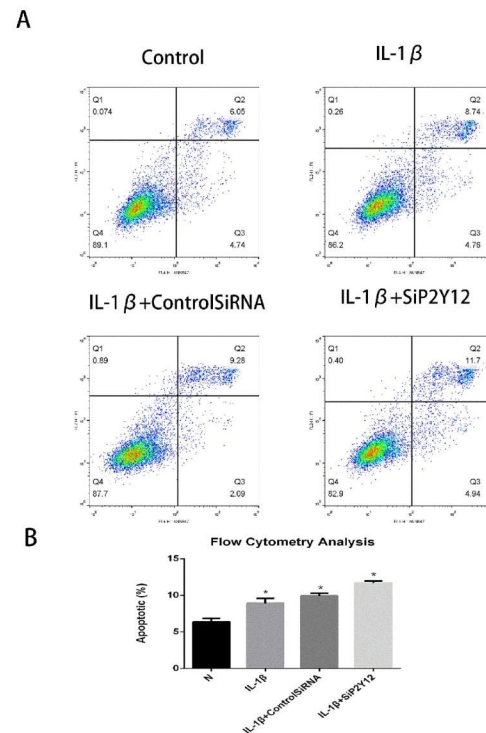 A
Control
IL-1β
Q1
0.074
Q2
6.05
Q4
89.1
Q3
4.74
Q1
0.26
Q2
8.74
Q4
86.2
Q3
4.76
IL-1β+ControlSiRNA
IL-1β+SiP2Y12
Q1
0.89
Q2
9.28
Q4
87.7
Q3
2.09
Q1
0.40
Q2
11.7
Q4
82.9
Q3
4.94
B
Flow Cytometry Analysis
Apoptotic (%)
15
10
5
0
*
*
*
N
IL-1β
IL-1β+ControlSiRNA
IL-1β+SiP2Y12